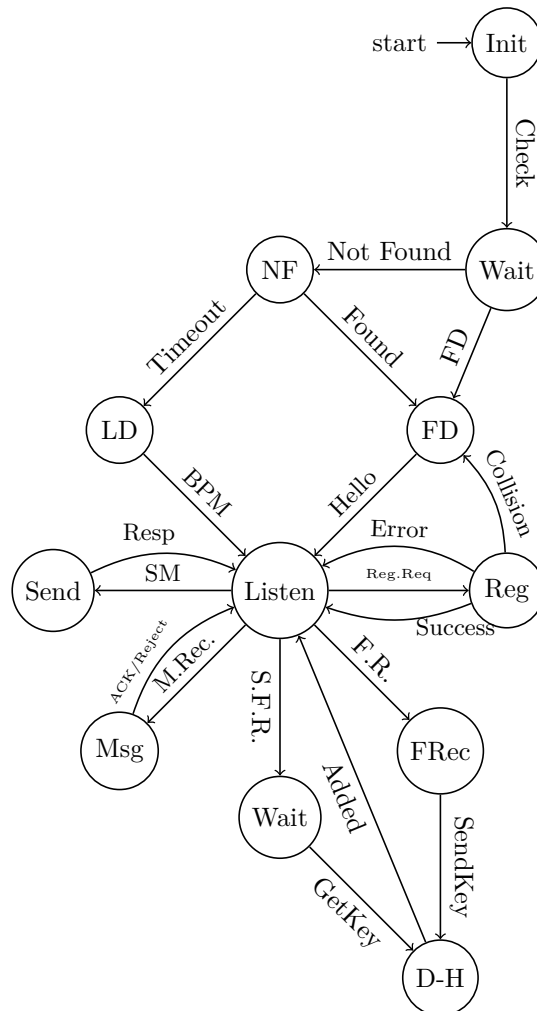 start
Init
Check
Not Found
NF
Wait
Timeout
Found
FD
LD
FD
BPM
Hello
Collision
Resp
Error
Send
SM
Listen
Reg.Req
Reg
Success
ACK/Reject
M.Rec.
S.F.R.
F.R.
Msg
FRec
Added
Wait
SendKey
GetKey
D-H